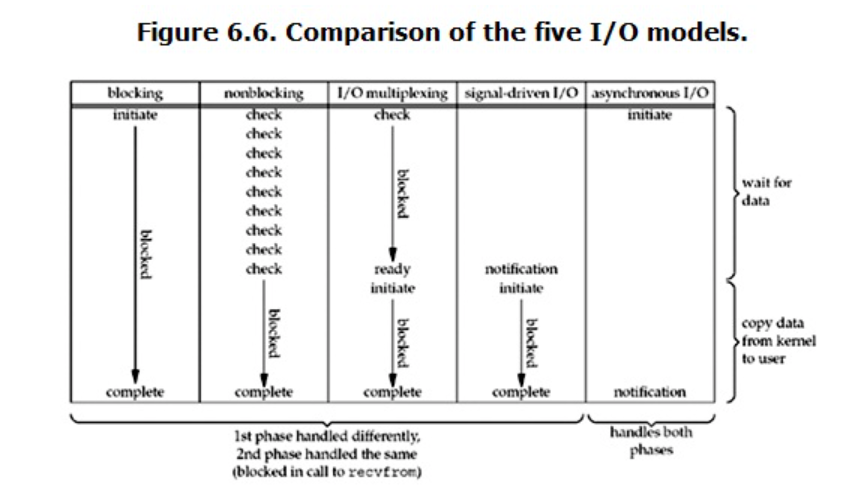 Figure 6.6. Comparison of the five I/O models.
blocking nonblocking I/O multiplexing signal-driven I/O asynchronous I/O
initiate check check initiate
check
check
check
check
check
check
check
check ready notification
initiate initiate
blocked
blocked
blocked
blocked
blocked
complete complete complete complete notification
wait for
data
copy data
from kernel
to user
1st phase handled differently,
2nd phase handled the same
(blocked in call to recvfrom)
handles both
phases